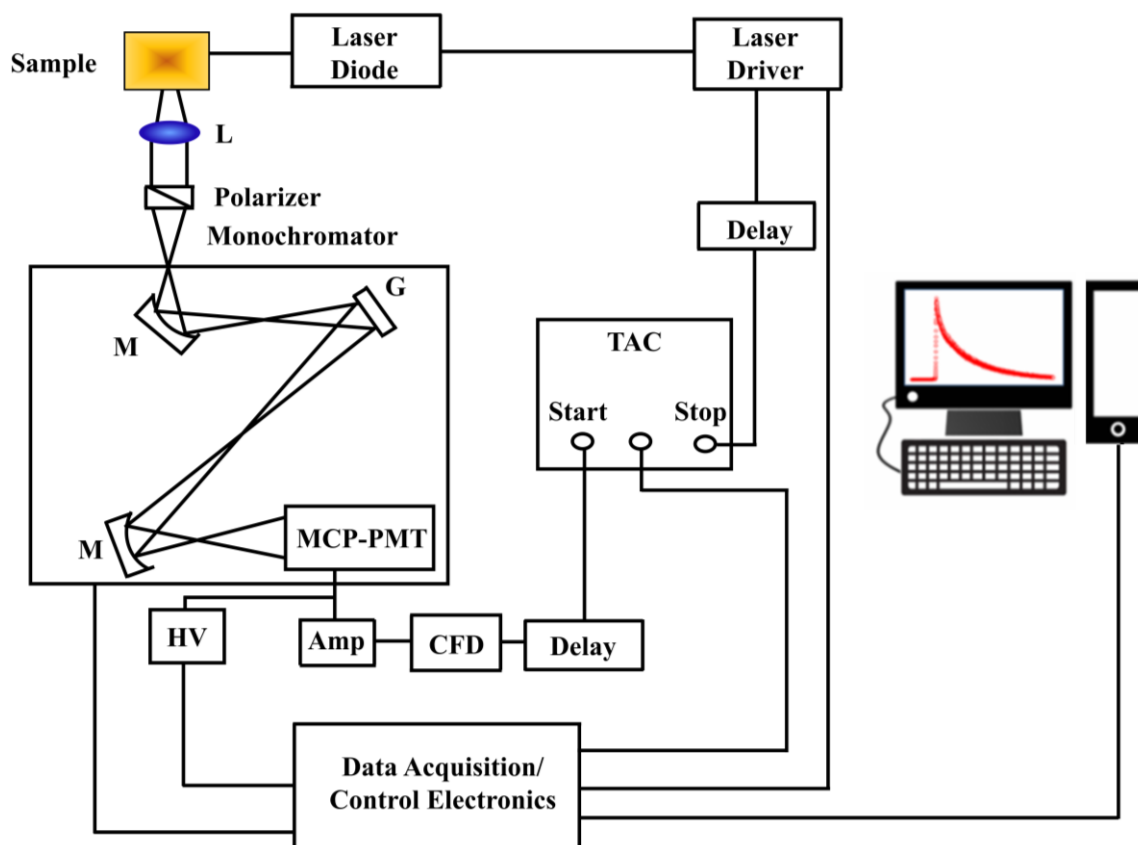 Sample
Laser
Diode
Laser
Driver
L
Polarizer
Monochromator
Delay
G
M
TAC
Start
Stop
M
MCP-PMT
HV
Amp
CFD
Delay
Data Acquisition/
Control Electronics